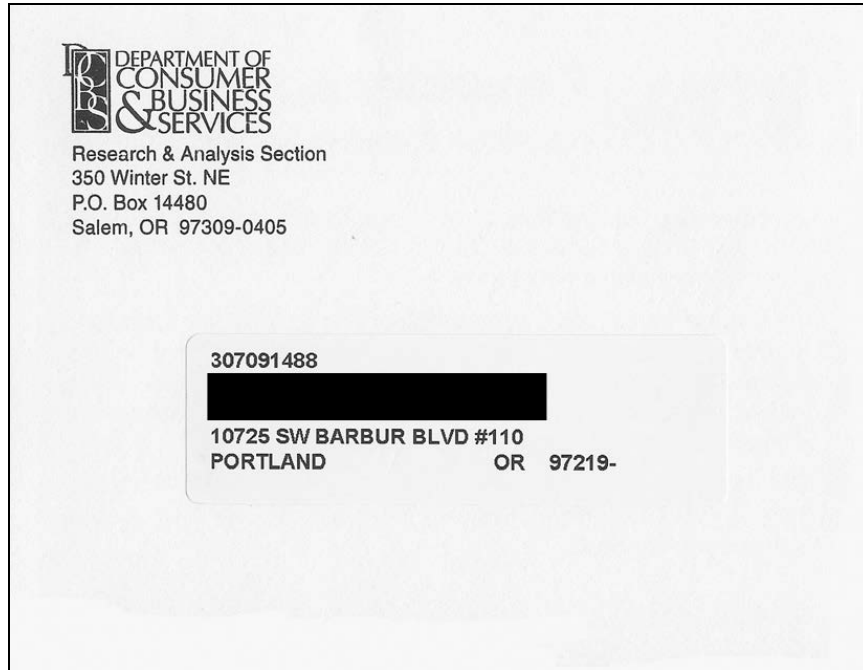 DCBS
DEPARTMENT OF
CONSUMER
& BUSINESS
SERVICES
Research & Analysis Section
350 Winter St. NE
P.O. Box 14480
Salem, OR 97309-0405
307091488
10725 SW BARBUR BLVD #110
PORTLAND OR 97219-